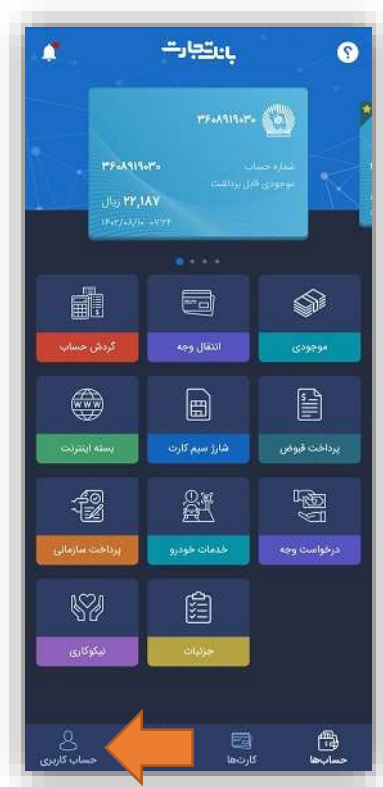 بانک تجارت
۳۶۰۸۹۱۹۰۳۰
شماره حساب ۳۶۰۸۹۱۹۰۳۰
موجودی قابل برداشت
۲۲,۱۸۷ ریال
موجودی
انتقال وجه
گردش حساب
پرداخت قبوض
شارژ سیم کارت
بسته اینترنت
WWW
درخواست وجه
خدمات خودرو
پرداخت سازمانی
جزئیات
نیکوکاری
حساب‌ها
کارت‌ها
حساب کاربری